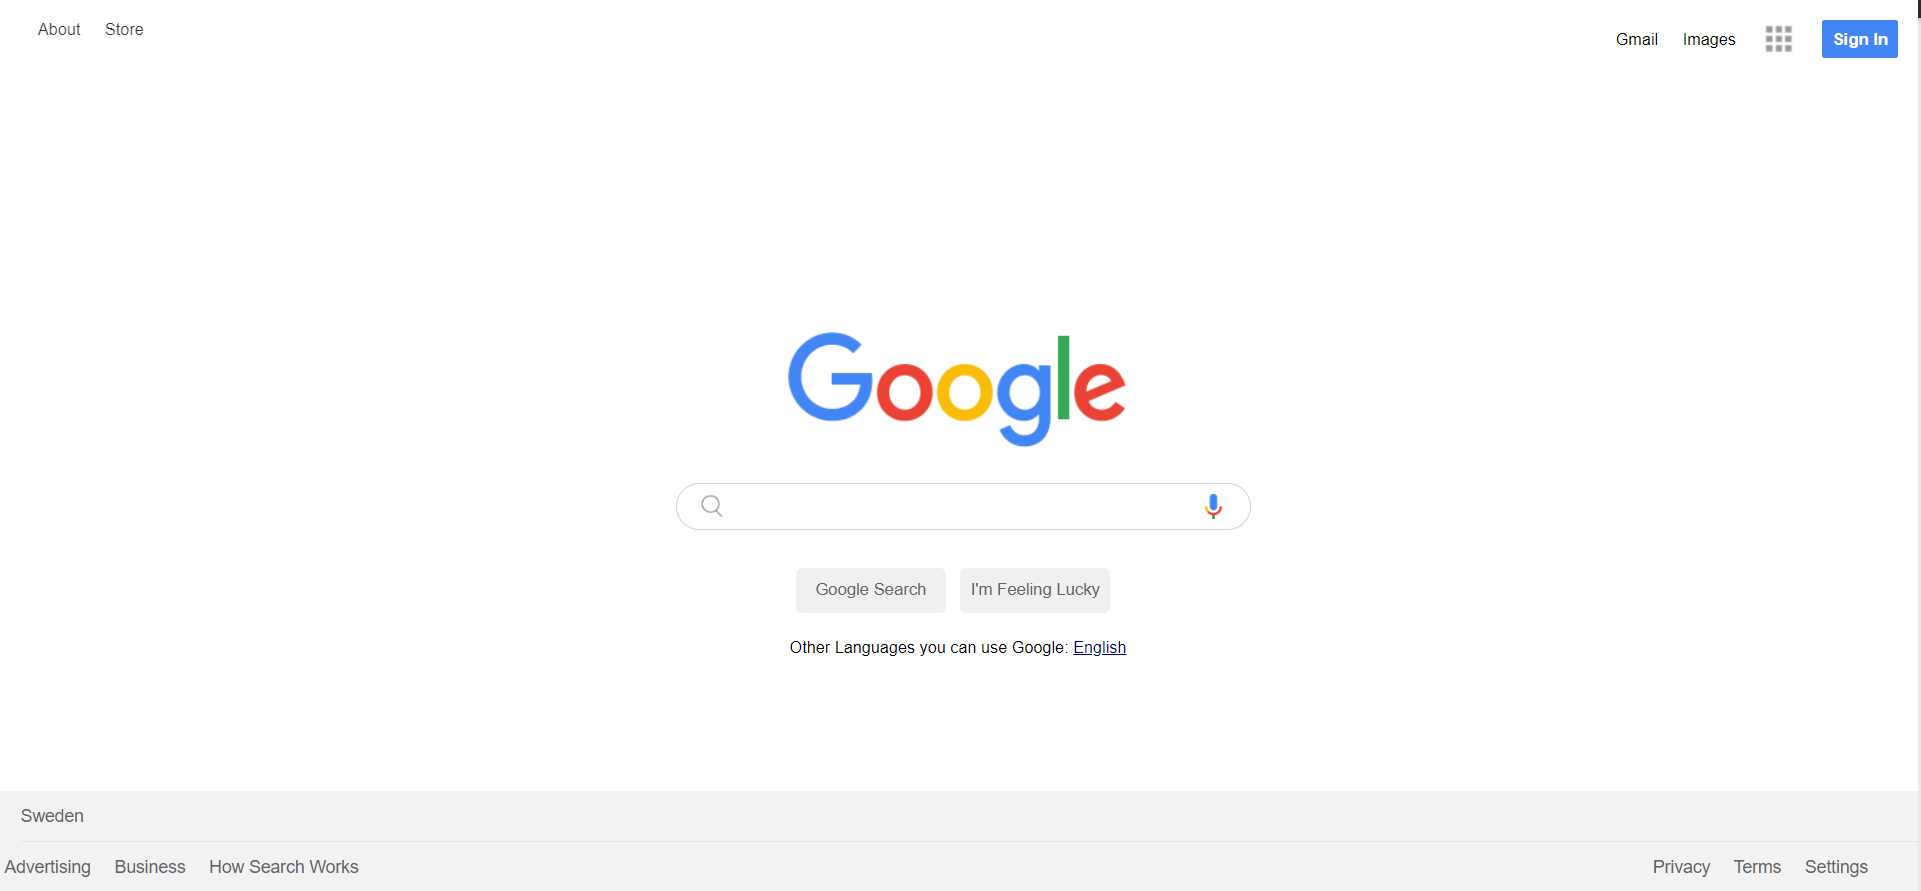 About Store
Gmail Images Sign In
Google
Google Search I'm Feeling Lucky
Other Languages you can use Google: English
Sweden
Advertising Business How Search Works
Privacy Terms Settings